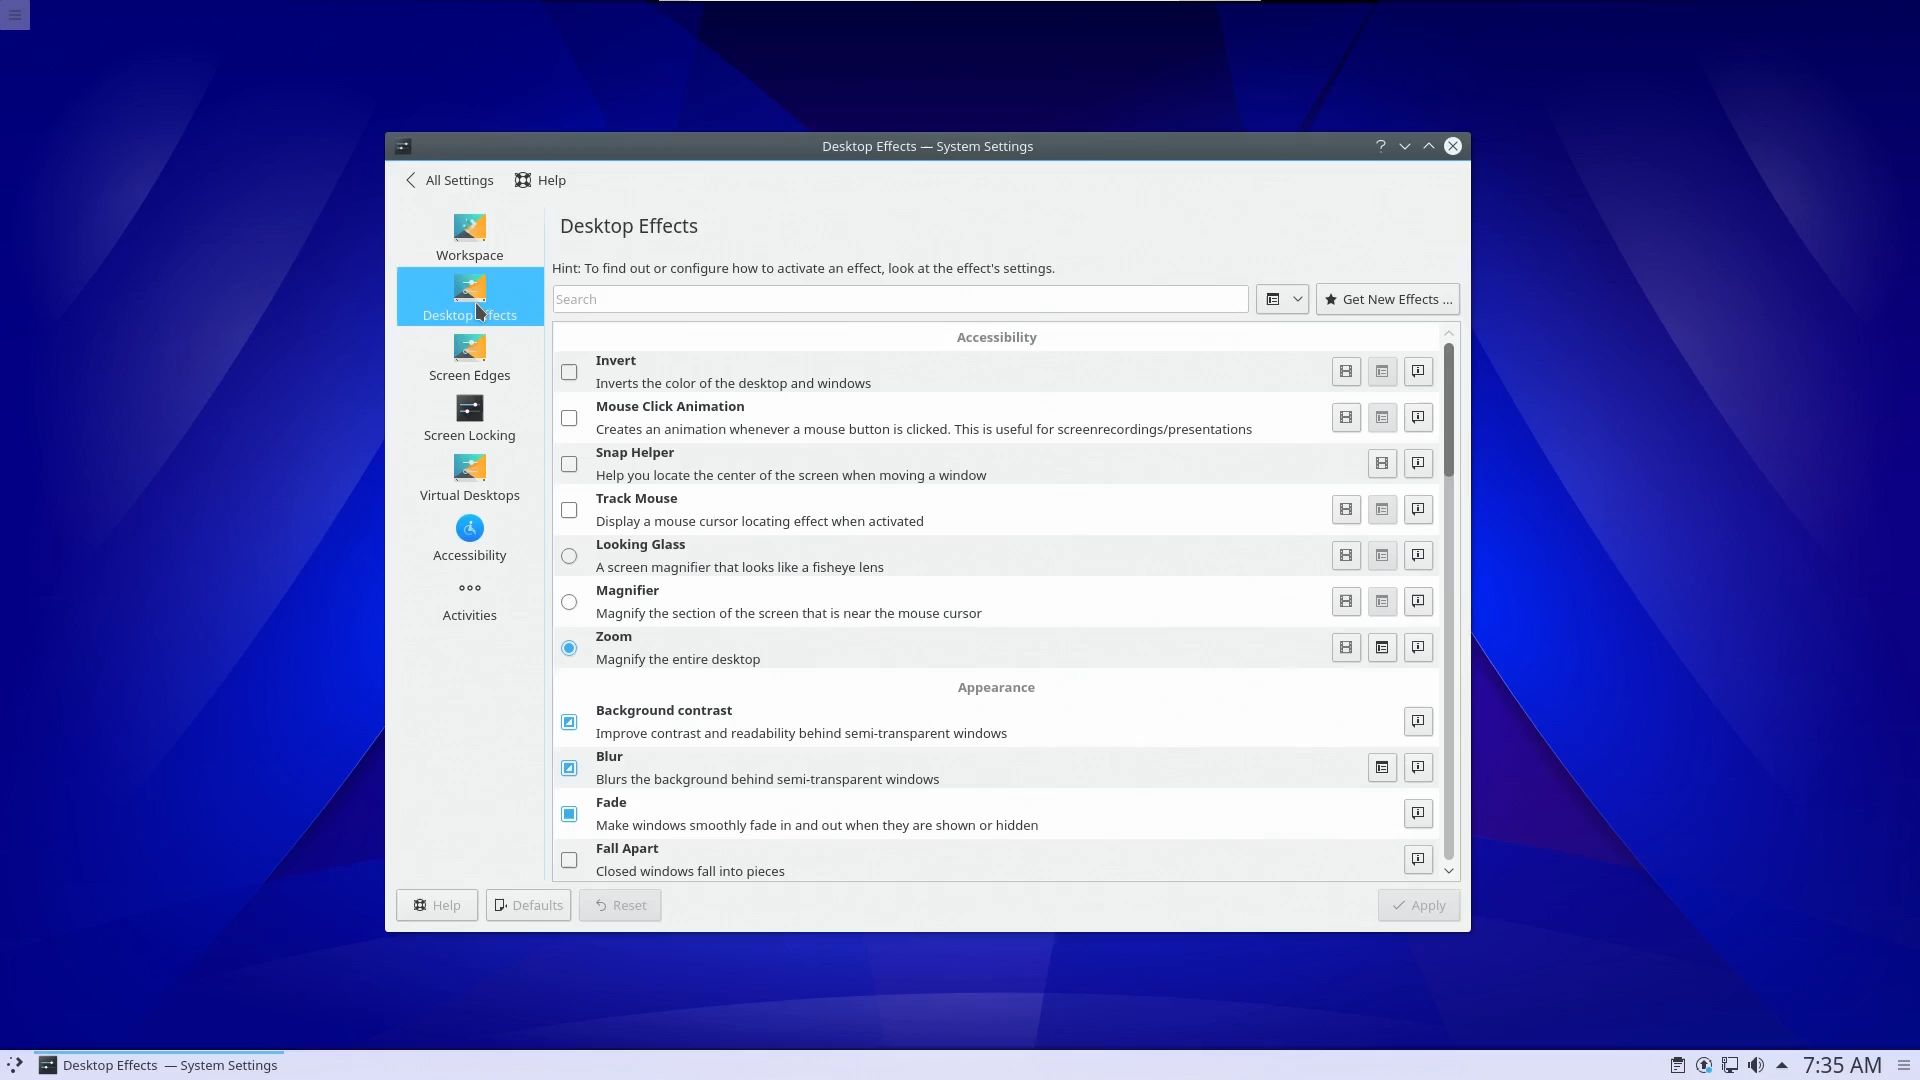 Desktop Effects — System Settings
All Settings
Help
Workspace
Desktop
Screen Edges
Screen Locking
Virtual Desktops
Accessibility
Activities
Desktop Effects
Hint: To find out or configure how to activate an effect, look at the effect's settings.
Search
Get New Effects ...
Accessibility
Invert
Inverts the color of the desktop and windows
Mouse Click Animation
Creates an animation whenever a mouse button is clicked. This is useful for screenrecordings/presentations
Snap Helper
Help you locate the center of the screen when moving a window
Track Mouse
Display a mouse cursor locating effect when activated
Looking Glass
A screen magnifier that looks like a fisheye lens
Magnifier
Magnify the section of the screen that is near the mouse cursor
Zoom
Magnify the entire desktop
Appearance
Background contrast
Improve contrast and readability behind semi-transparent windows
Blur
Blurs the background behind semi-transparent windows
Fade
Make windows smoothly fade in and out when they are shown or hidden
Fall Apart
Closed windows fall into pieces
Help
Defaults
Reset
Apply
Desktop Effects — System Settings
7:35 AM